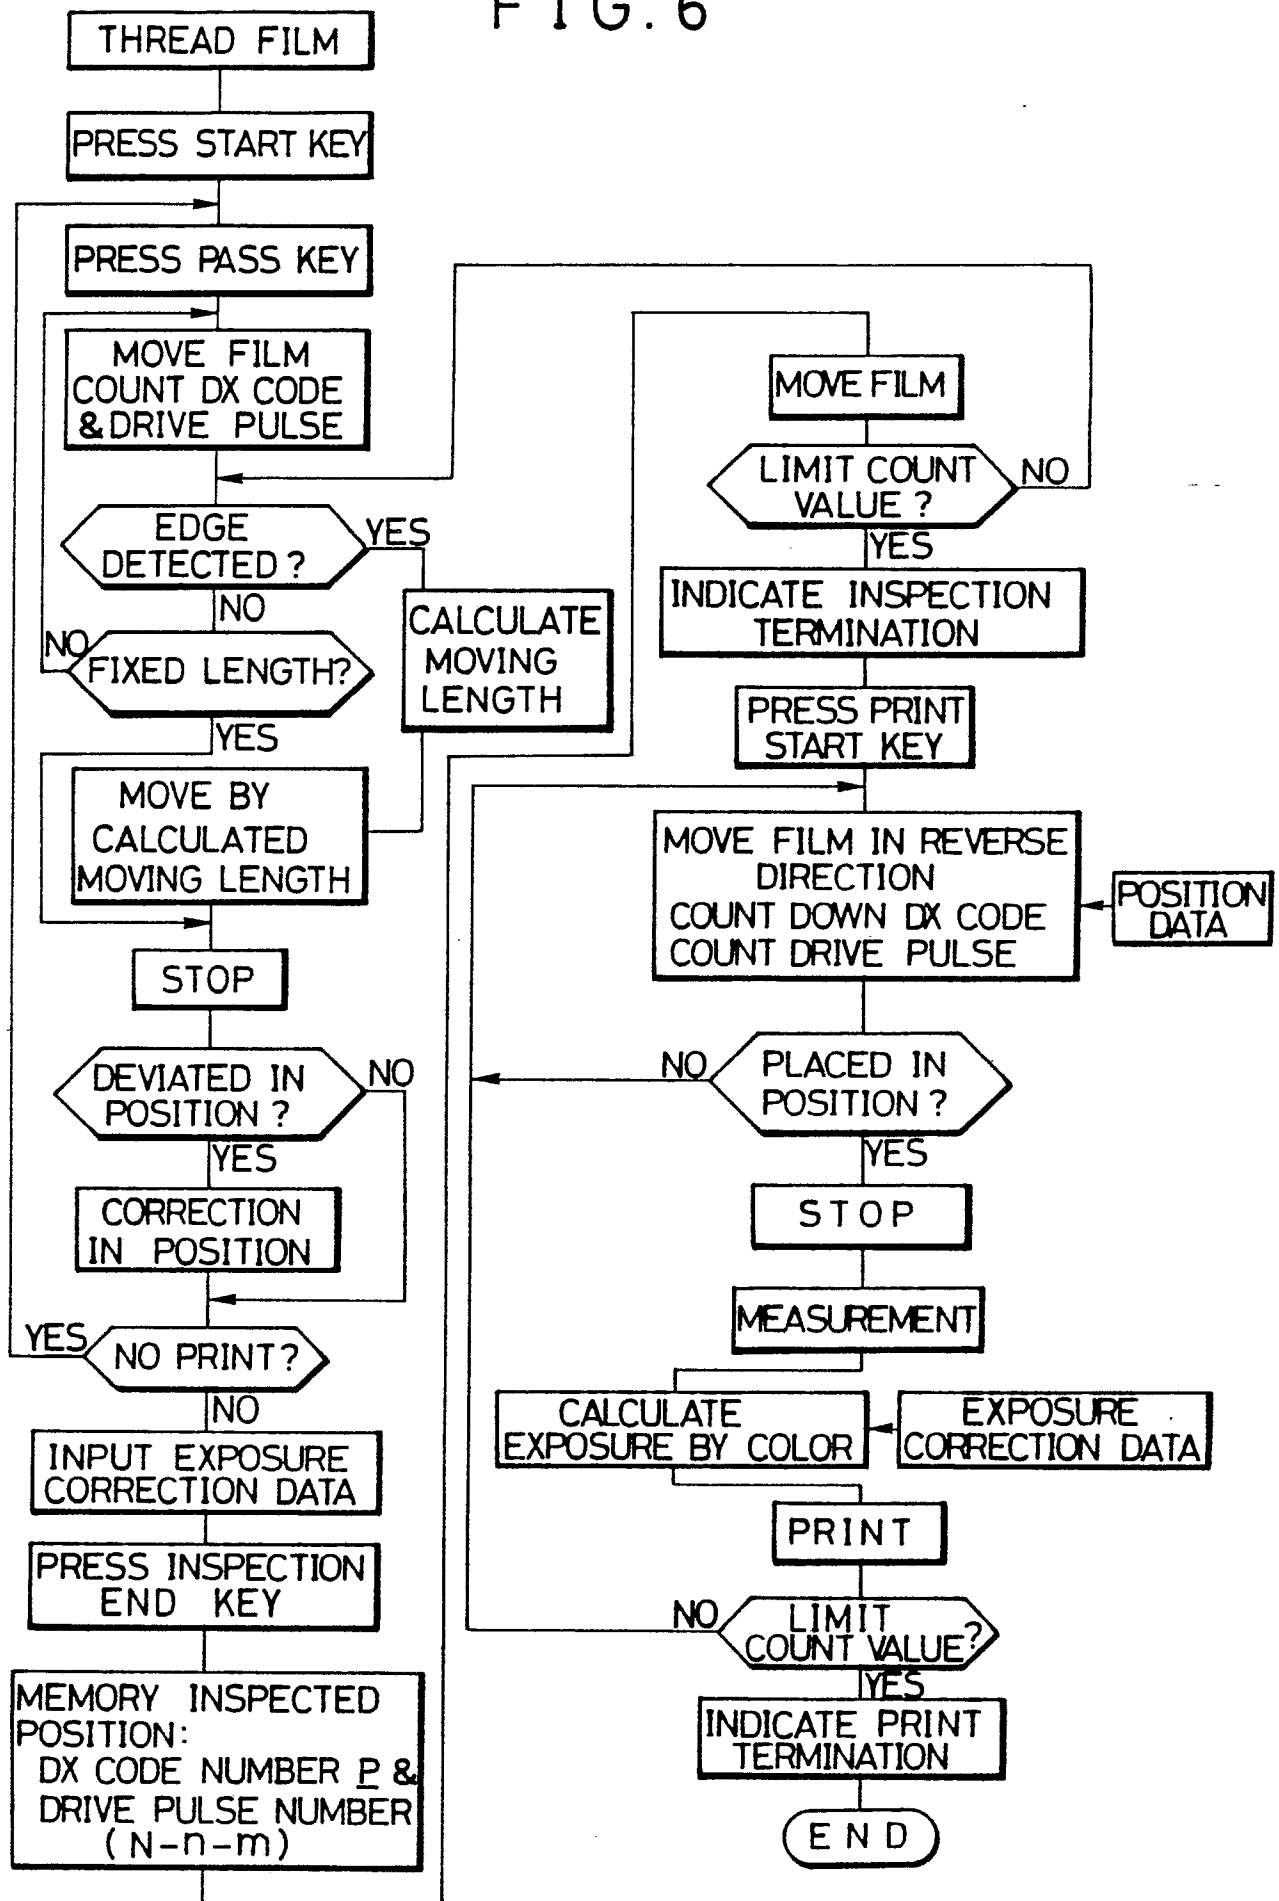 FIG. 6
THREAD FILM
PRESS START KEY
PRESS PASS KEY
MOVE FILM
COUNT DX CODE
& DRIVE PULSE
EDGE
DETECTED?
YES
NO
CALCULATE
MOVING
LENGTH
NO
FIXED LENGTH?
YES
MOVE BY
CALCULATED
MOVING LENGTH
STOP
DEVIATED IN
POSITION?
NO
YES
CORRECTION
IN POSITION
YES
NO PRINT?
NO
INPUT EXPOSURE
CORRECTION DATA
PRESS INSPECTION
END KEY
MEMORY INSPECTED
POSITION:
DX CODE NUMBER P &
DRIVE PULSE NUMBER
(N-n-m)
MOVE FILM
LIMIT COUNT
VALUE?
NO
YES
INDICATE INSPECTION
TERMINATION
PRESS PRINT
START KEY
MOVE FILM IN REVERSE
DIRECTION
COUNT DOWN DX CODE
COUNT DRIVE PULSE
POSITION
DATA
NO
PLACED IN
POSITION?
YES
STOP
MEASUREMENT
CALCULATE
EXPOSURE BY COLOR
EXPOSURE
CORRECTION DATA
PRINT
NO
LIMIT
COUNT VALUE?
YES
INDICATE PRINT
TERMINATION
END